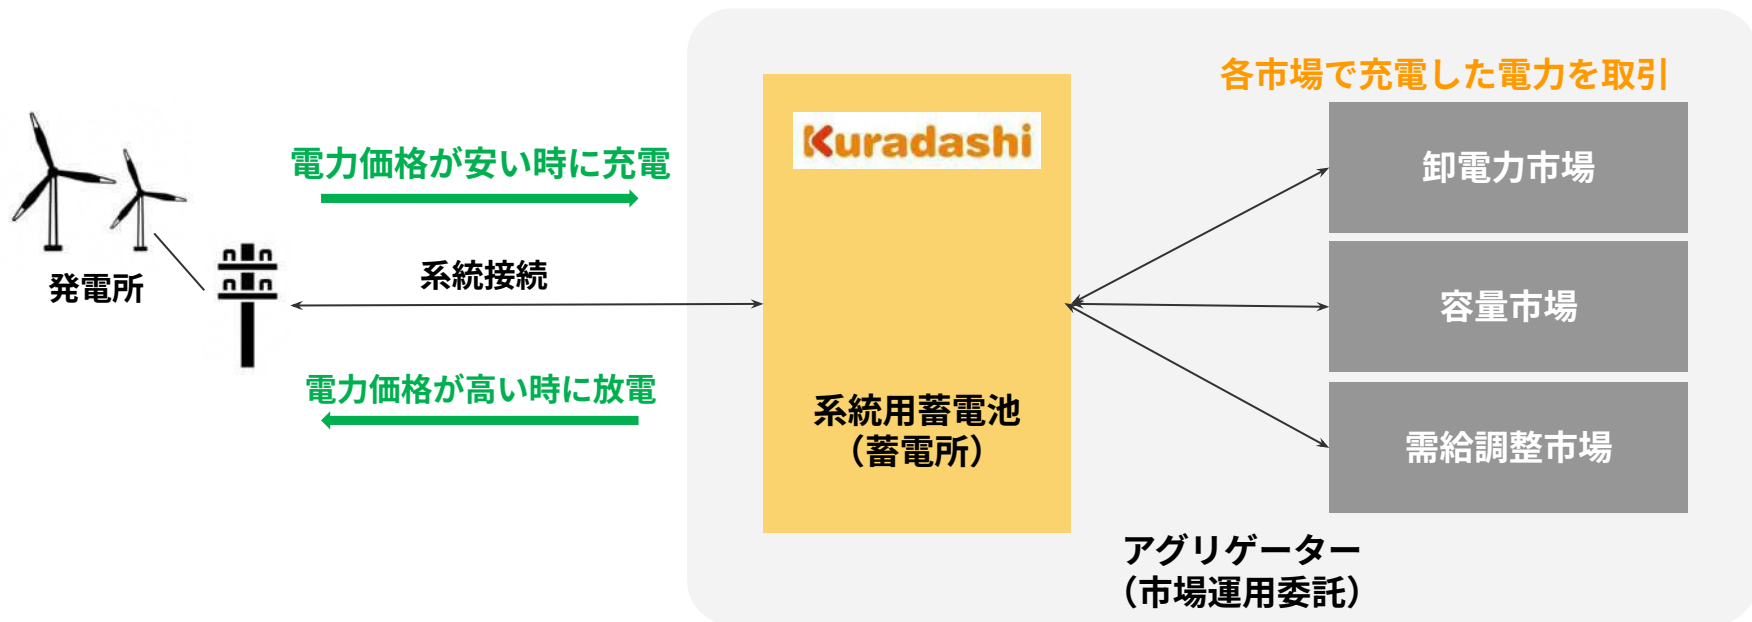 各市場で充電した電力を取引
Kuradashi
電力価格が安い時に充電
卸電力市場
系統接続
発電所
容量市場
電力価格が高い時に放電
系統用蓄電池
（蓄電所）
需給調整市場
アグリゲーター
（市場運用委託）